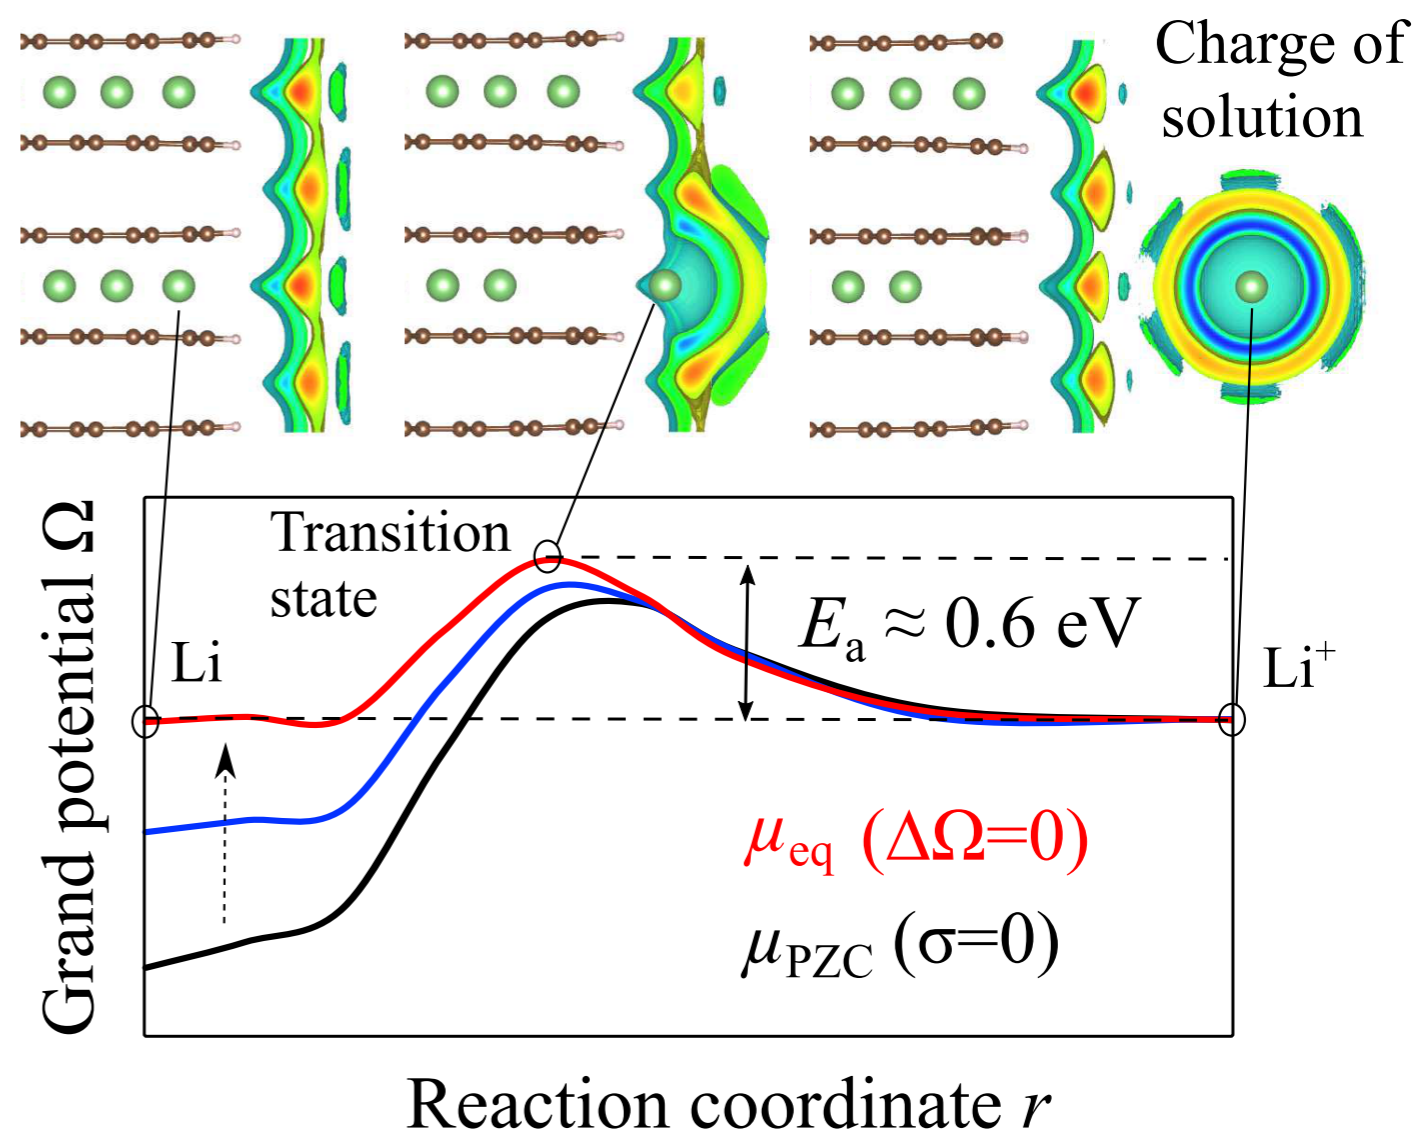 Charge of
solution
Transition
state
Li
Eₐ ≈ 0.6 eV
Li⁺
μeq (ΔΩ=0)
μPZC (σ=0)
Grand potential Ω
Reaction coordinate r